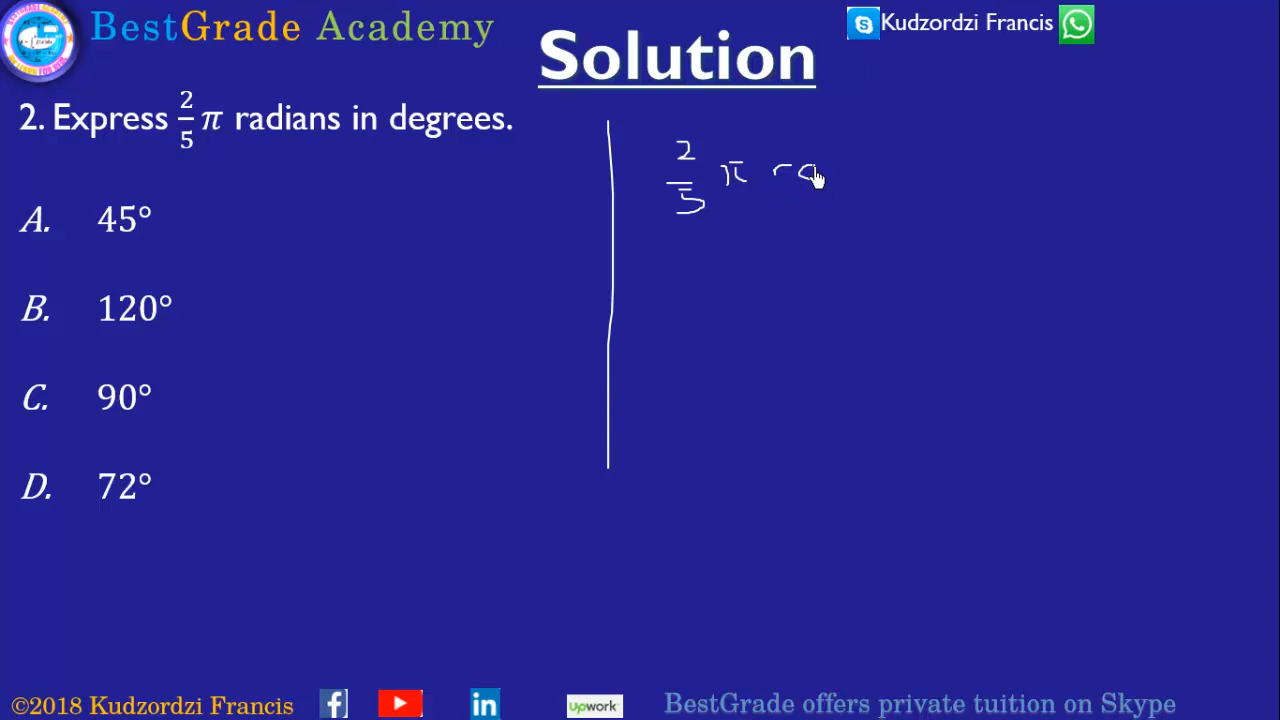 BestGrade Academy
Solution
Kudzordzi Francis
2. Express 2/5 π radians in degrees.
2/5 π ra
A. 45°
B. 120°
C. 90°
D. 72°
©2018 Kudzordzi Francis
Upwork
BestGrade offers private tuition on Skype